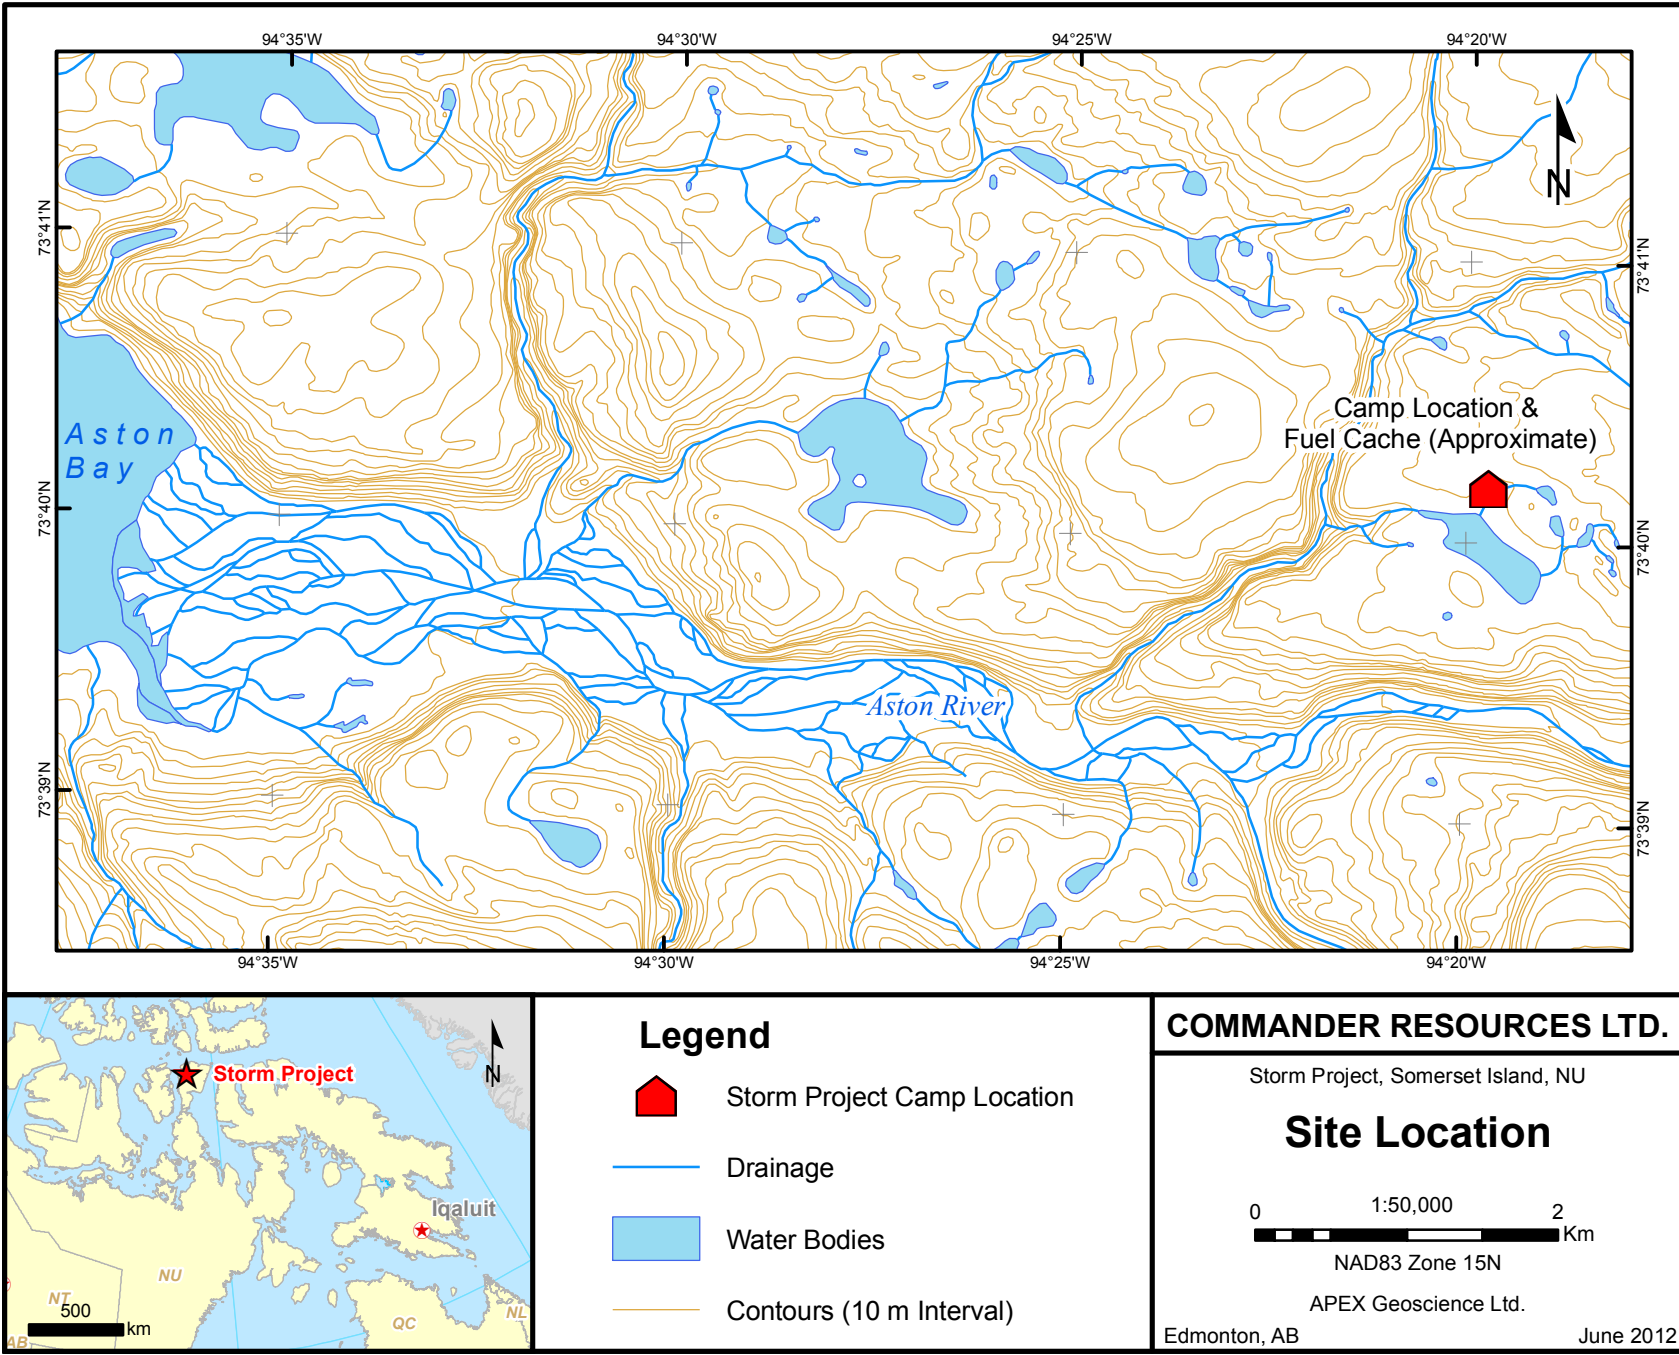 94°35'W
94°30'W
94°25'W
94°20'W
N
73°41'N
73°41'N
Camp Location &
Fuel Cache (Approximate)
Aston
Bay
73°40'N
73°40'N
Aston River
73°39'N
73°39'N
94°35'W
94°30'W
94°25'W
94°20'W
N
Storm Project
Iqaluit
NU
NT
QC
NL
AB
500
km
Legend
Storm Project Camp Location
Drainage
Water Bodies
Contours (10 m Interval)
COMMANDER RESOURCES LTD.
Storm Project, Somerset Island, NU
Site Location
1:50,000
0 2
Km
NAD83 Zone 15N
APEX Geoscience Ltd.
Edmonton, AB June 2012